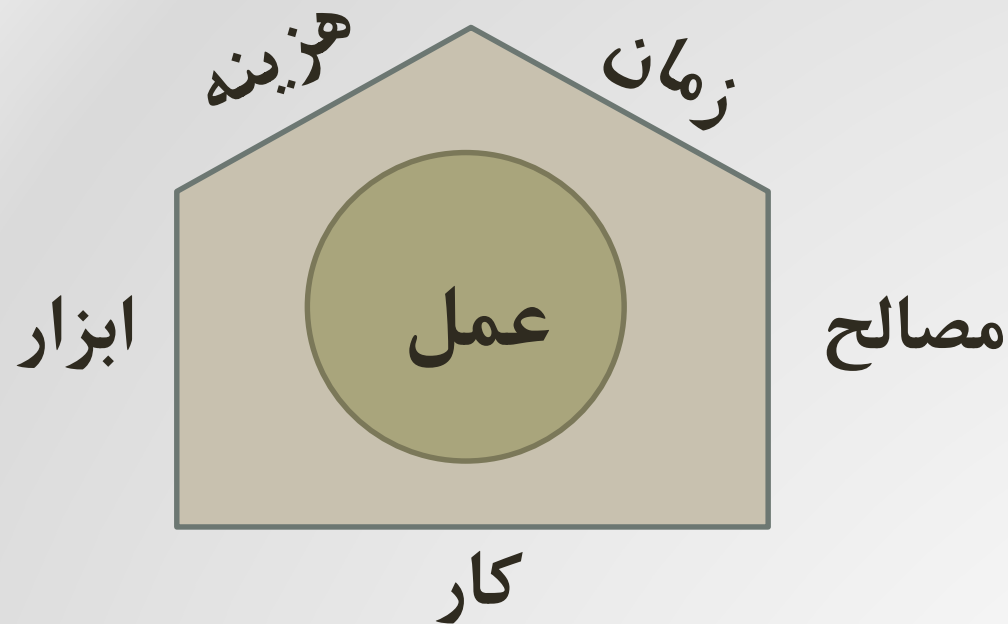 زمان
هزینه
مصالح
عمل
ابزار
کار